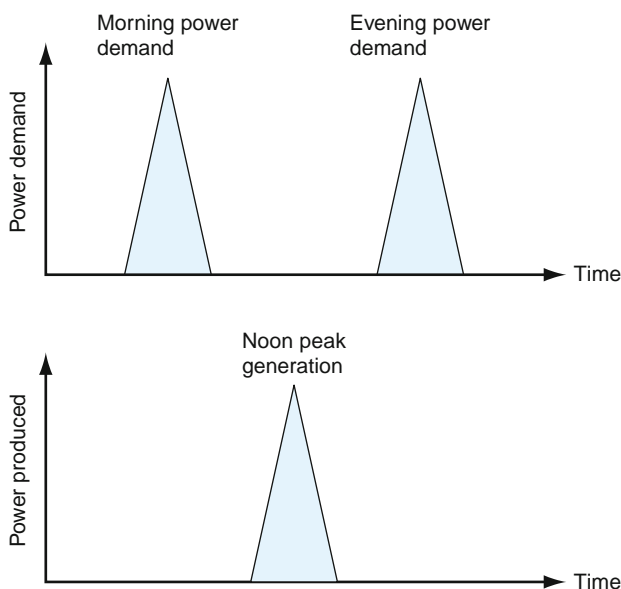 Morning power
demand
Evening power
demand
Power demand
Time
Noon peak
generation
Power produced
Time